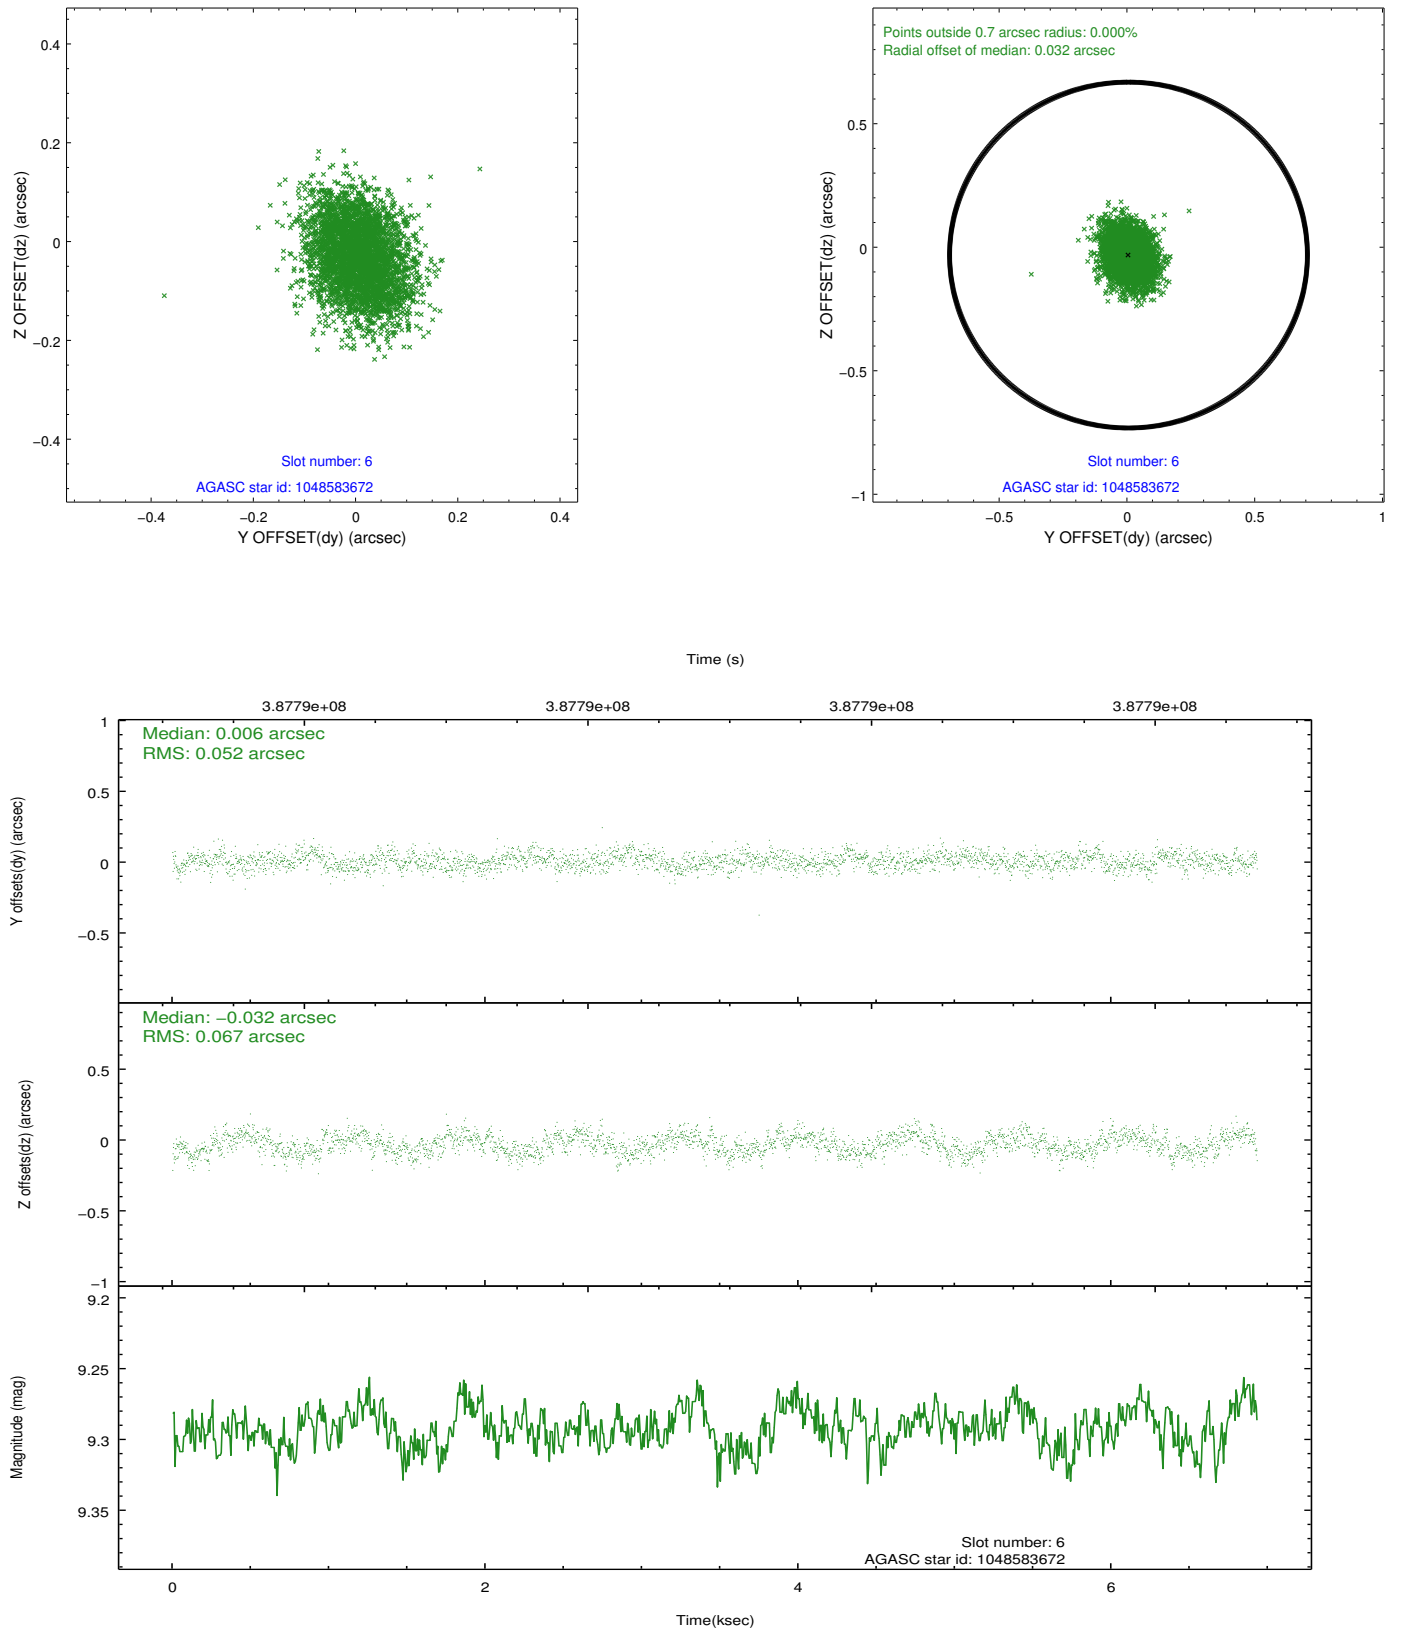 0.4
0.2
0
−0.2
−0.4
Z OFFSET(dz) (arcsec)
Slot number: 6
AGASC star id: 1048583672
−0.4
−0.2
0
0.2
0.4
Y OFFSET(dy) (arcsec)
Points outside 0.7 arcsec radius: 0.000%
Radial offset of median: 0.032 arcsec
0.5
0
−0.5
−1
Z OFFSET(dz) (arcsec)
Slot number: 6
AGASC star id: 1048583672
−0.5
0
0.5
1
Y OFFSET(dy) (arcsec)
Time (s)
3.8779e+08
3.8779e+08
3.8779e+08
3.8779e+08
Median: 0.006 arcsec
RMS: 0.052 arcsec
1
0.5
0
−0.5
Y offsets(dy) (arcsec)
Median: −0.032 arcsec
RMS: 0.067 arcsec
0.5
0
−0.5
−1
Z offsets(dz) (arcsec)
9.2
9.25
9.3
9.35
Magnitude (mag)
Slot number: 6
AGASC star id: 1048583672
0
2
4
6
Time(ksec)